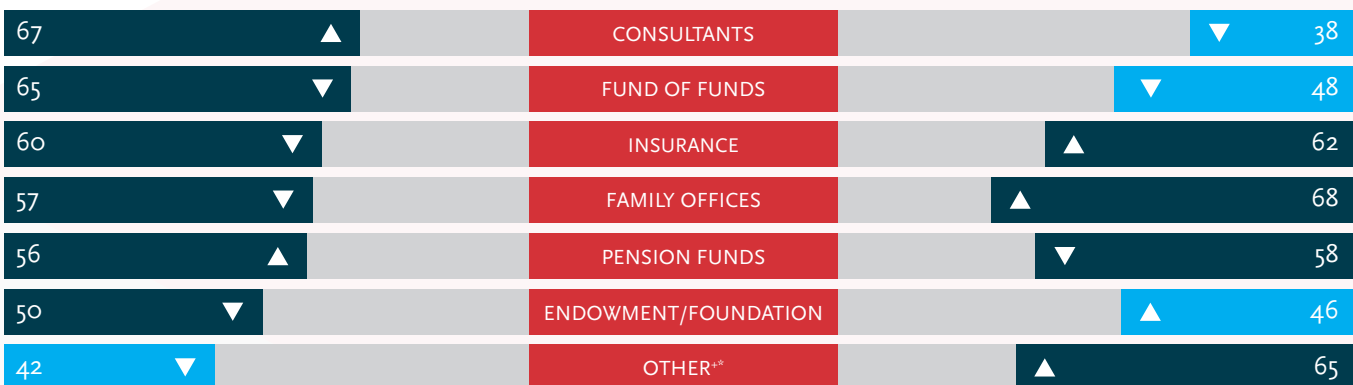 67 ▲ CONSULTANTS ▼ 38
65 ▼ FUND OF FUNDS ▼ 48
60 ▼ INSURANCE ▲ 62
57 ▼ FAMILY OFFICES ▲ 68
56 ▲ PENSION FUNDS ▼ 58
50 ▼ ENDOWMENT/FOUNDATION ▲ 46
42 ▼ OTHER+* ▲ 65